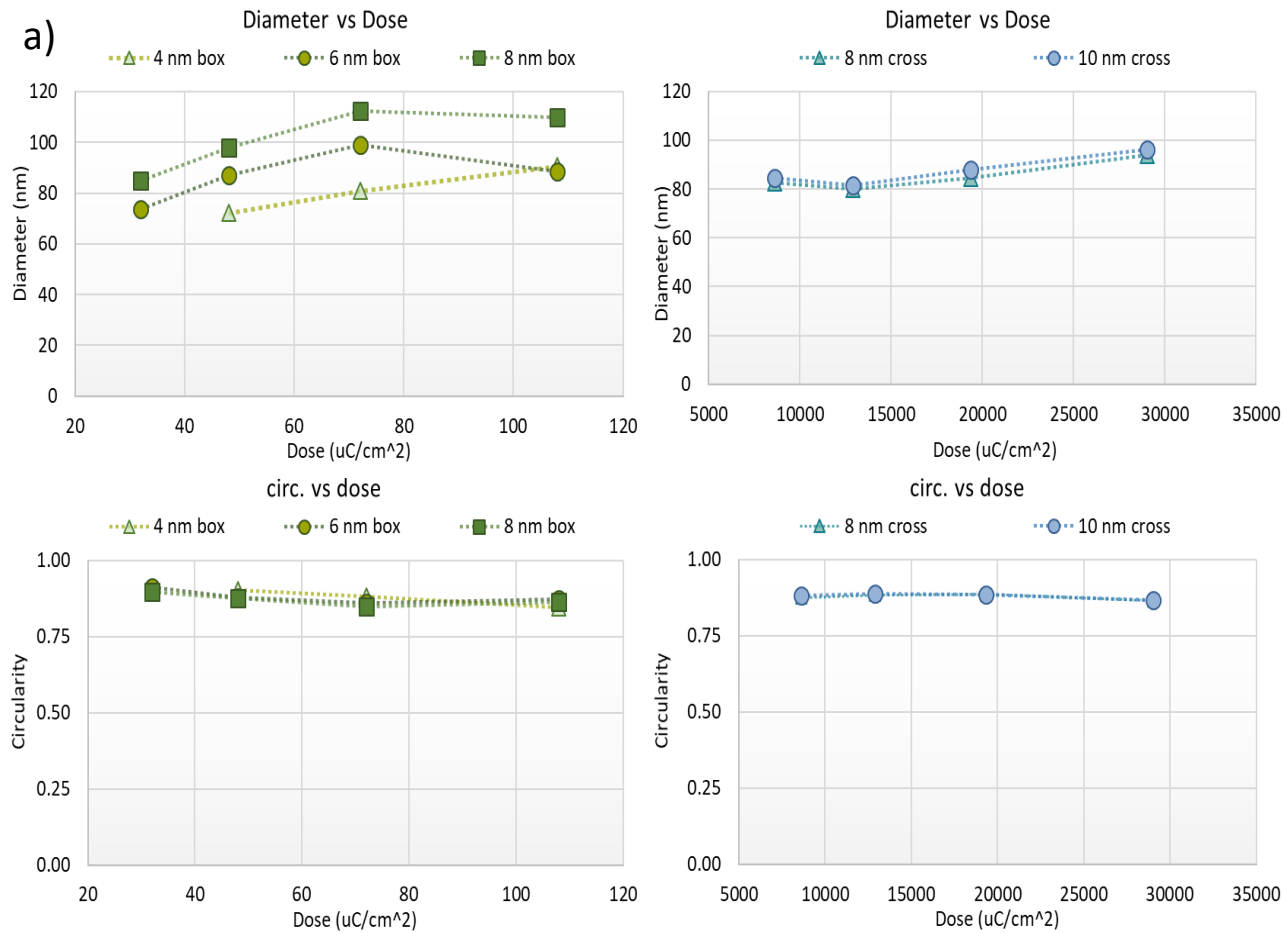 a)
Diameter vs Dose
4 nm box 6 nm box 8 nm box
120
100
80
60
40
20
0
Diameter (nm)
20 40 60 80 100 120
Dose (uC/cm^2)
Diameter vs Dose
8 nm cross 10 nm cross
120
100
80
60
40
20
0
Diameter (nm)
5000 10000 15000 20000 25000 30000 35000
Dose (uC/cm^2)
circ. vs dose
4 nm box 6 nm box 8 nm box
1.00
0.75
0.50
0.25
0.00
Circularity
20 40 60 80 100 120
Dose (uC/cm^2)
circ. vs dose
8 nm cross 10 nm cross
1.00
0.75
0.50
0.25
0.00
Circularity
5000 10000 15000 20000 25000 30000 35000
Dose (uC/cm^2)